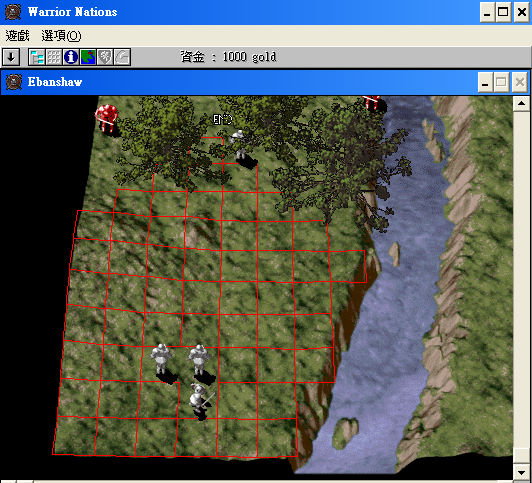 Warrior Nations
遊戲 選項(O)
資金 : 1000 gold
Ebanshaw
END